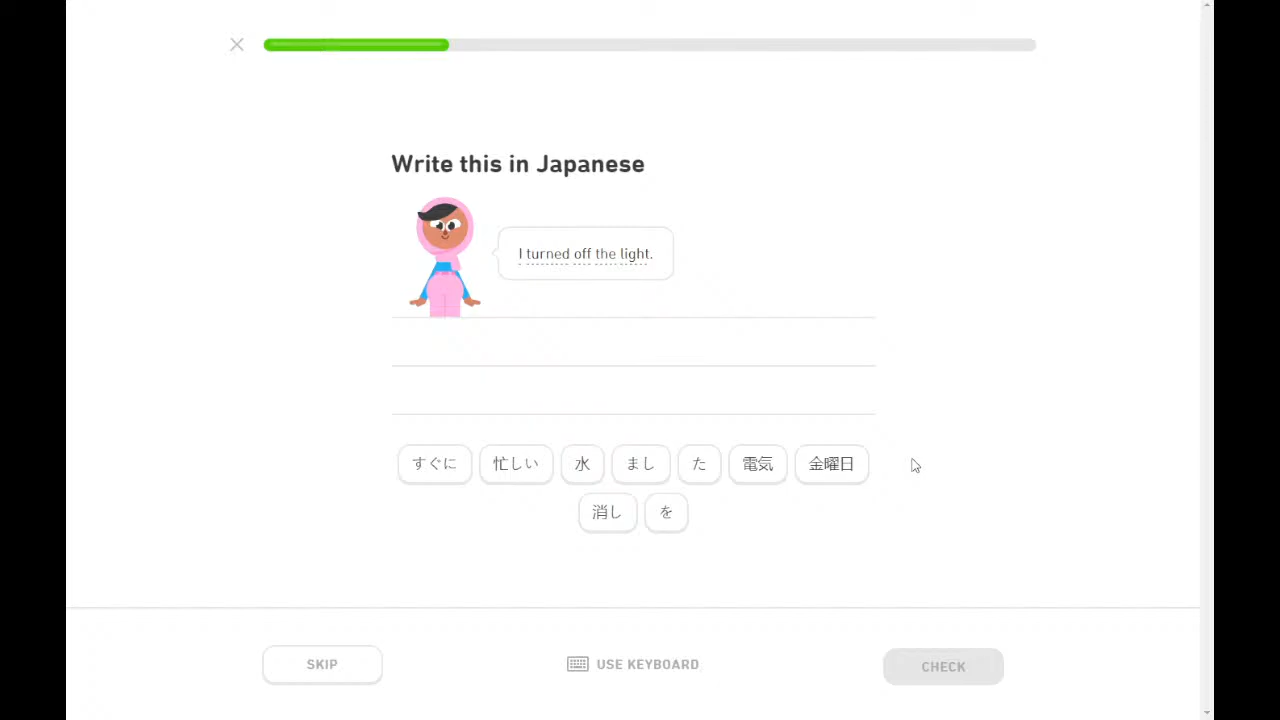 Write this in Japanese
I turned off the light.
すぐに 忙しい 水 まし た 電気 金曜日
消し を
SKIP USE KEYBOARD CHECK